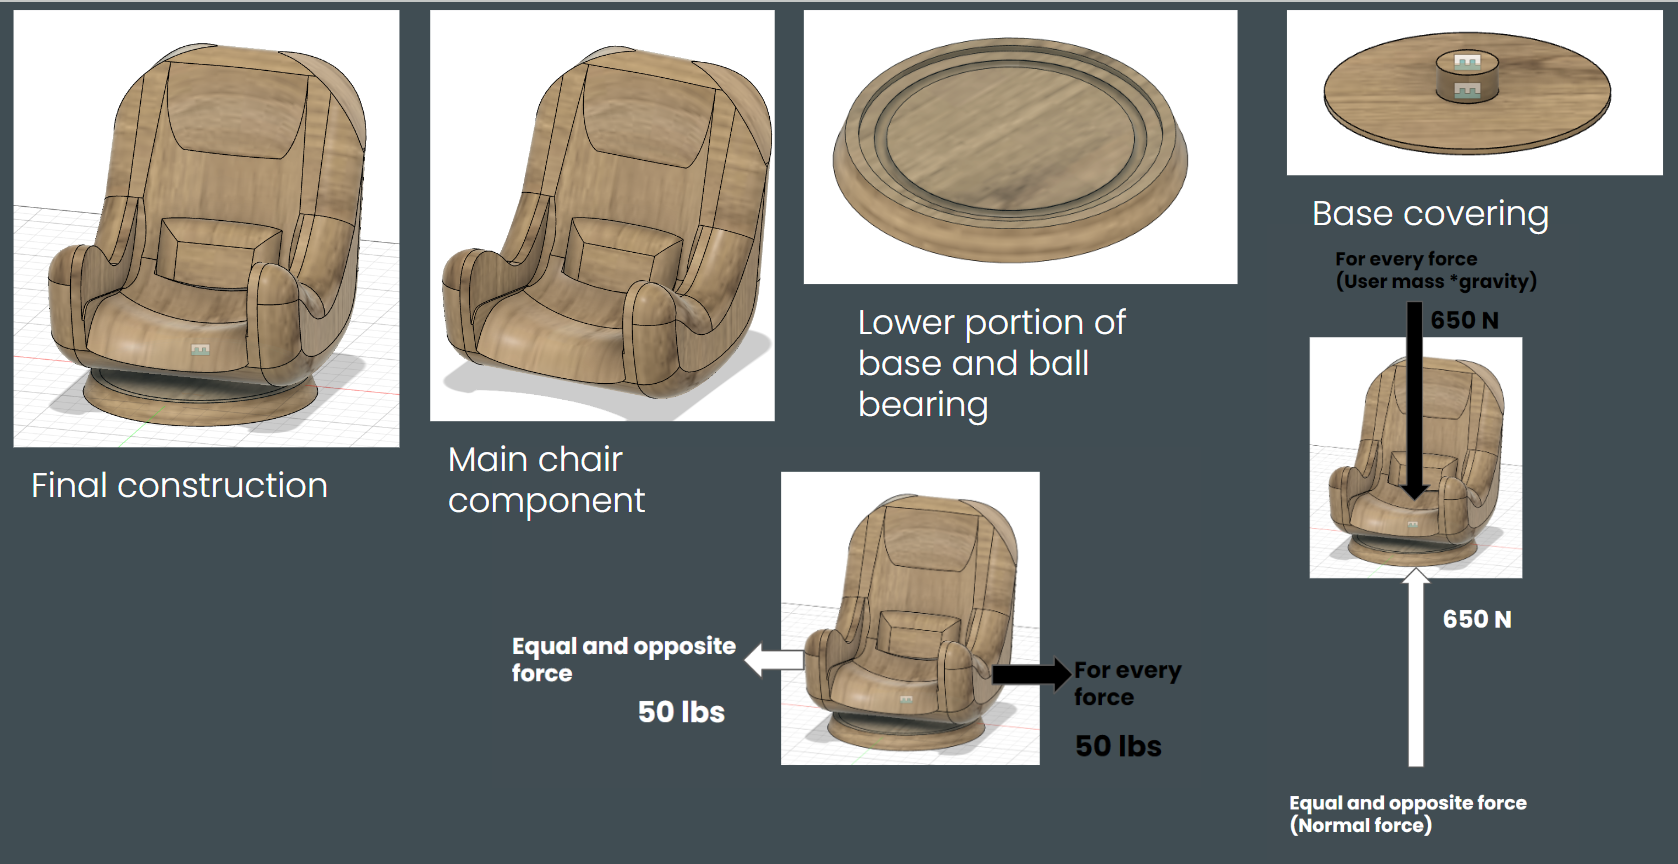 Final construction
Main chair
component
Lower portion of
base and ball
bearing
Base covering
For every force
(User mass *gravity)
650 N
650 N
Equal and opposite force
(Normal force)
Equal and opposite
force
50 lbs
For every
force
50 lbs